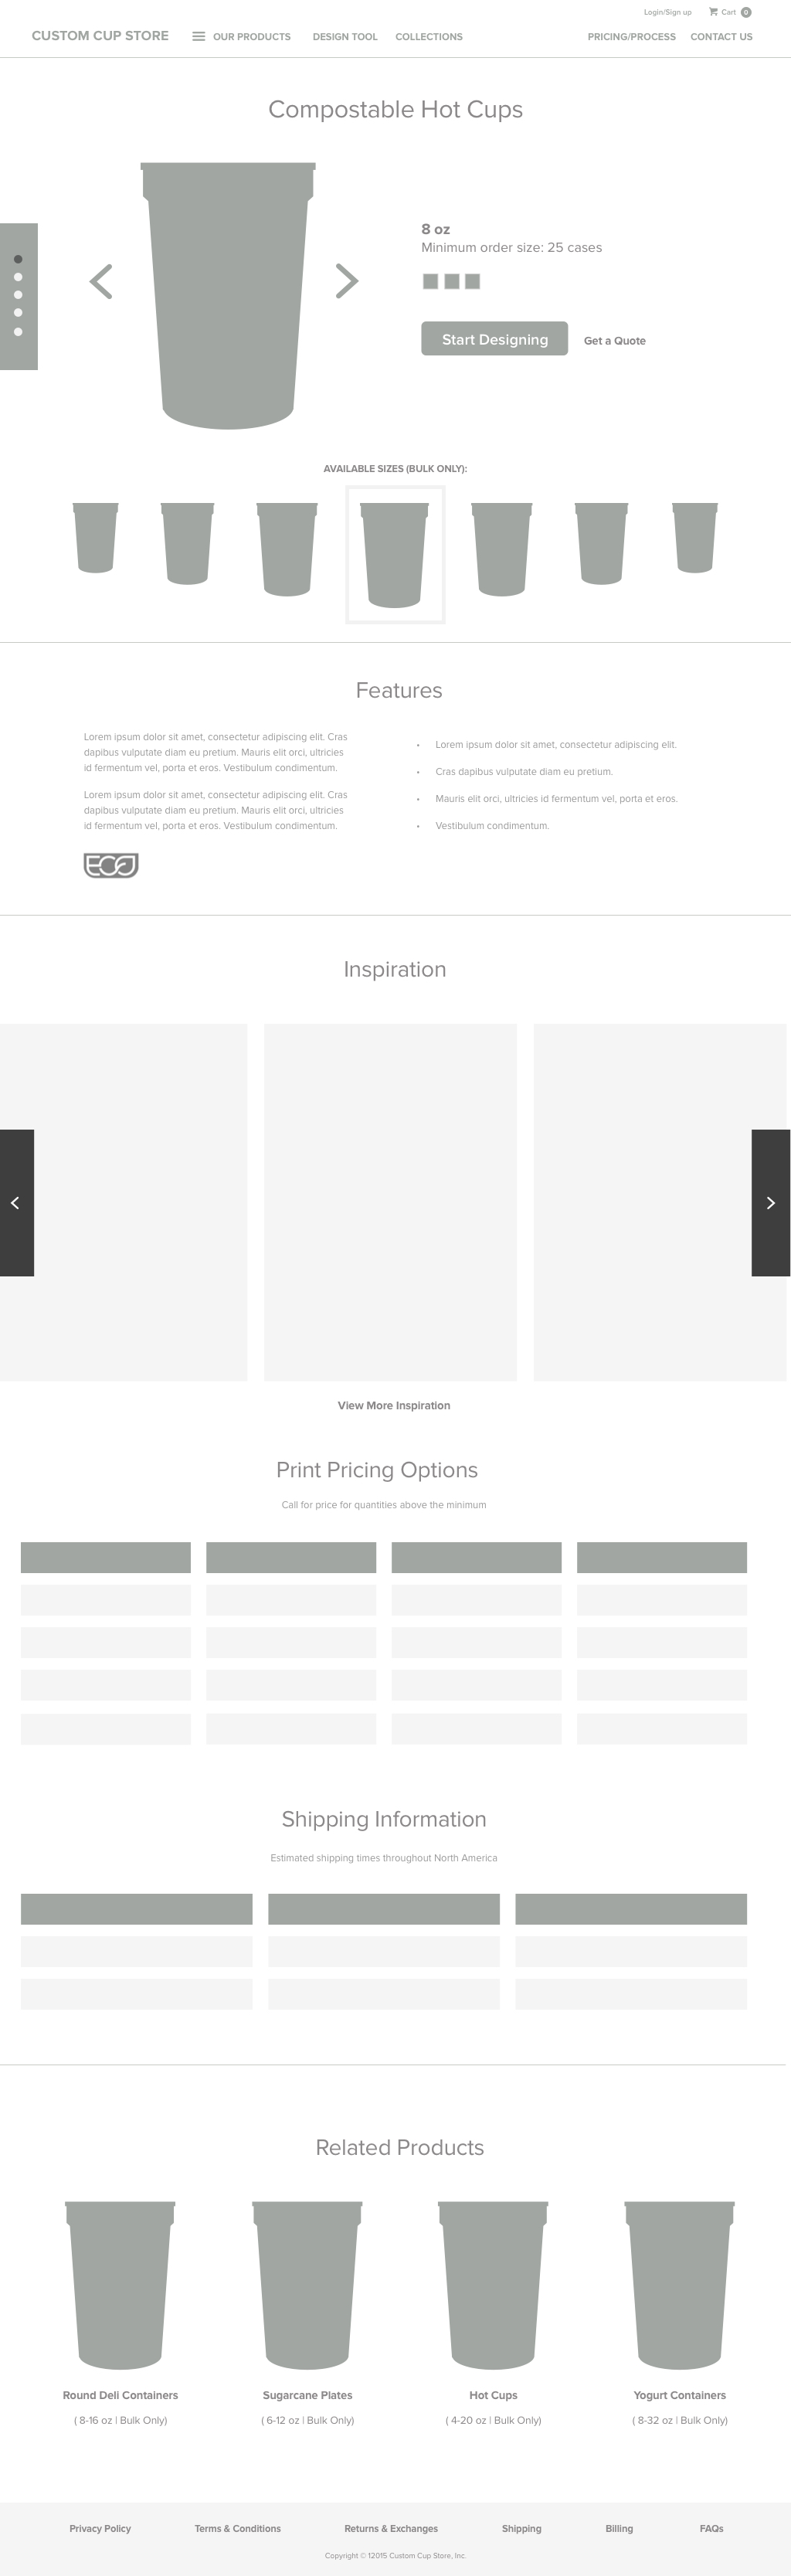 Login/Sign up Cart 0
CUSTOM CUP STORE OUR PRODUCTS DESIGN TOOL COLLECTIONS PRICING/PROCESS CONTACT US
Compostable Hot Cups
8 oz
Minimum order size: 25 cases
Start Designing Get a Quote
AVAILABLE SIZES (BULK ONLY):
Features
Lorem ipsum dolor sit amet, consectetur adipiscing elit. Cras
dapibus vulputate diam eu pretium. Mauris elit orci, ultricies
id fermentum vel, porta et eros. Vestibulum condimentum.
Lorem ipsum dolor sit amet, consectetur adipiscing elit. Cras
dapibus vulputate diam eu pretium. Mauris elit orci, ultricies
id fermentum vel, porta et eros. Vestibulum condimentum.
ECO
• Lorem ipsum dolor sit amet, consectetur adipiscing elit.
• Cras dapibus vulputate diam eu pretium.
• Mauris elit orci, ultricies id fermentum vel, porta et eros.
• Vestibulum condimentum.
Inspiration
View More Inspiration
Print Pricing Options
Call for price for quantities above the minimum
Shipping Information
Estimated shipping times throughout North America
Related Products
Round Deli Containers
( 8-16 oz | Bulk Only)
Sugarcane Plates
( 6-12 oz | Bulk Only)
Hot Cups
( 4-20 oz | Bulk Only)
Yogurt Containers
( 8-32 oz | Bulk Only)
Privacy Policy Terms & Conditions Returns & Exchanges Shipping Billing FAQs
Copyright © 12015 Custom Cup Store, Inc.